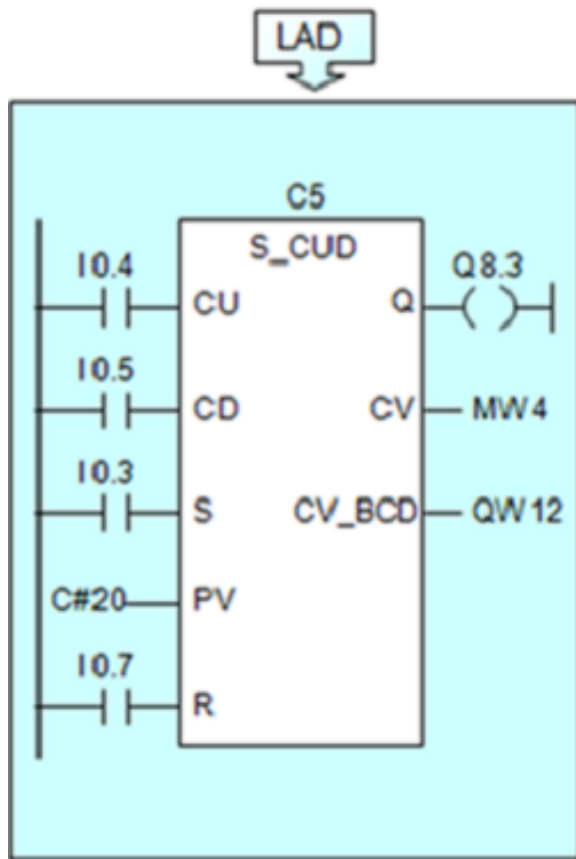 LAD
C5
S_CUD
I0.4
CU
Q
Q8.3
I0.5
CD
CV
MW4
I0.3
S
CV_BCD
QW12
C#20
PV
I0.7
R